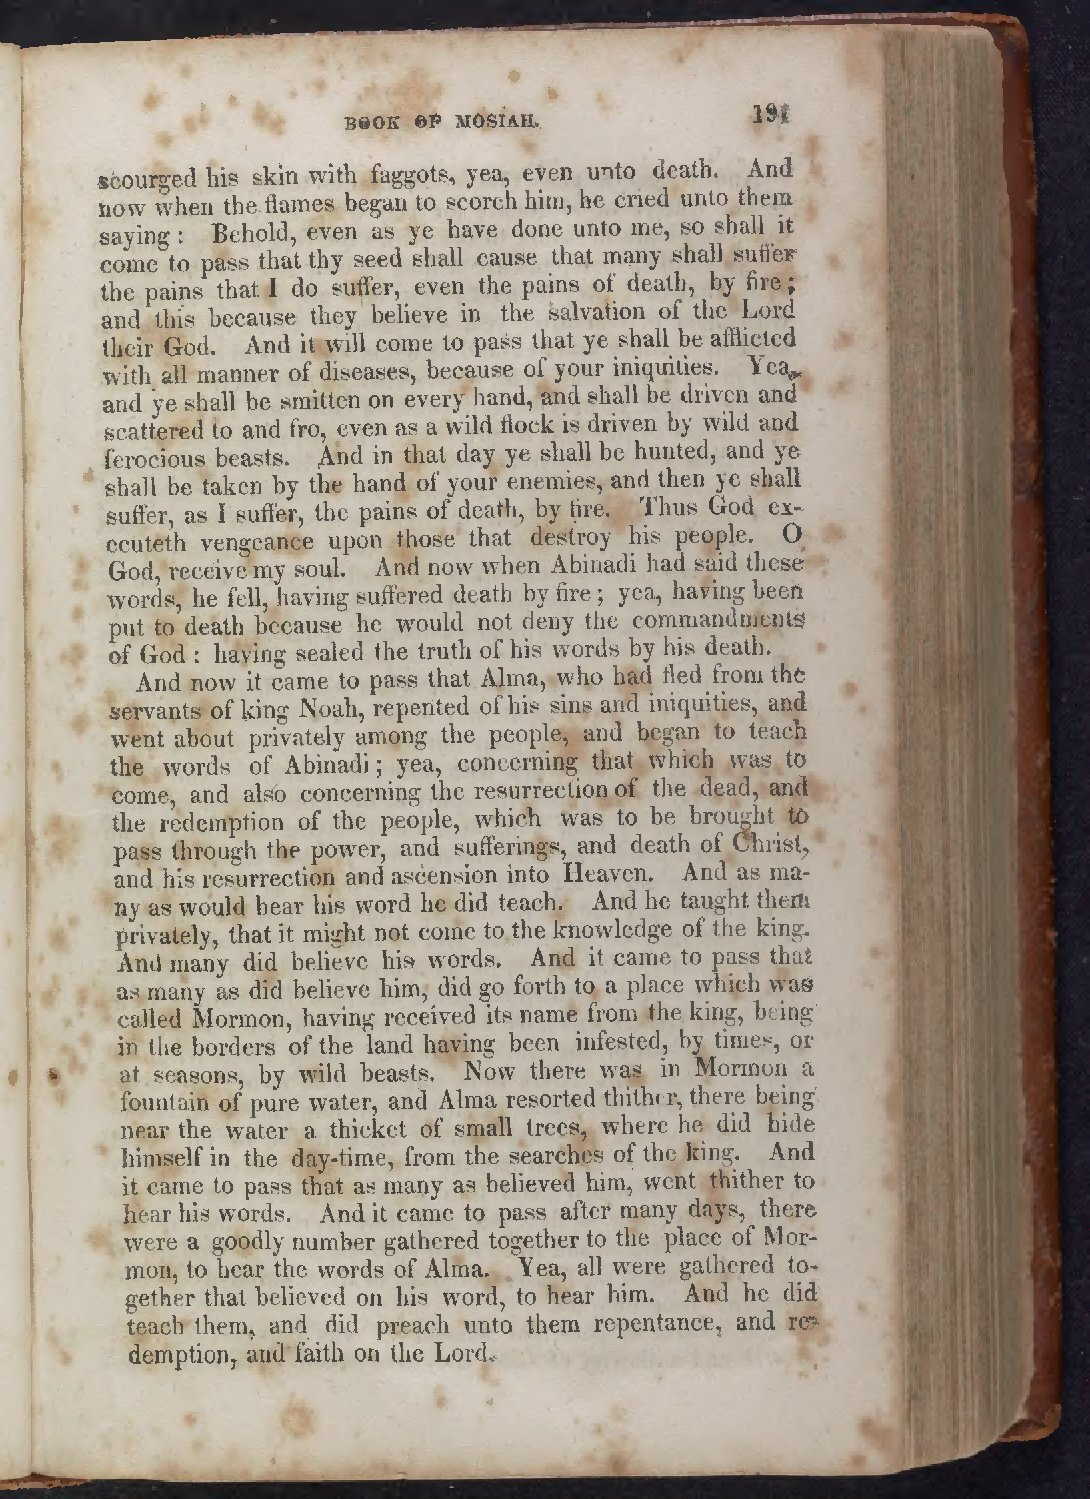 BOOK OF MOSIAH. 191
scourged his skin with faggots, yea, even unto death. And
now when the flames began to scorch him, he cried unto them
saying: Behold, even as ye have done unto me, so shall it
come to pass that thy seed shall cause that many shall suffer
the pains that I do suffer, even the pains of death, by fire;
and this because they believe in the salvation of the Lord
their God. And it will come to pass that ye shall be afflicted
with all manner of diseases, because of your iniquities. Yea,
and ye shall be smitten on every hand, and shall be driven and
scattered to and fro, even as a wild flock is driven by wild and
ferocious beasts. And in that day ye shall be hunted, and ye
shall be taken by the hand of your enemies, and then ye shall
suffer, as I suffer, the pains of death, by fire. Thus God ex-
ecuteth vengeance upon those that destroy his people. O
God, receive my soul. And now when Abinadi had said these
words, he fell, having suffered death by fire; yea, having been
put to death because he would not deny the commandments
of God: having sealed the truth of his words by his death.
And now it came to pass that Alma, who had fled from the
servants of king Noah, repented of his sins and iniquities, and
went about privately among the people, and began to teach
the words of Abinadi; yea, concerning that which was to
come, and also concerning the resurrection of the dead, and
the redemption of the people, which was to be brought to
pass through the power, and sufferings, and death of Christ,
and his resurrection and ascension into Heaven. And as ma-
ny as would hear his word he did teach. And he taught them
privately, that it might not come to the knowledge of the king.
And many did believe his words. And it came to pass that
as many as did believe him, did go forth to a place which was
called Mormon, having received its name from the king, being
in the borders of the land having been infested, by times, or
at seasons, by wild beasts. Now there was in Mormon a
fountain of pure water, and Alma resorted thither, there being
near the water a thicket of small trees, where he did hide
himself in the day-time, from the searches of the king. And
it came to pass that as many as believed him, went thither to
hear his words. And it came to pass after many days, there
were a goodly number gathered together to the place of Mor-
mon, to hear the words of Alma. Yea, all were gathered to-
gether that believed on his word, to hear him. And he did
teach them, and did preach unto them repentance, and re-
demption, and faith on the Lord.